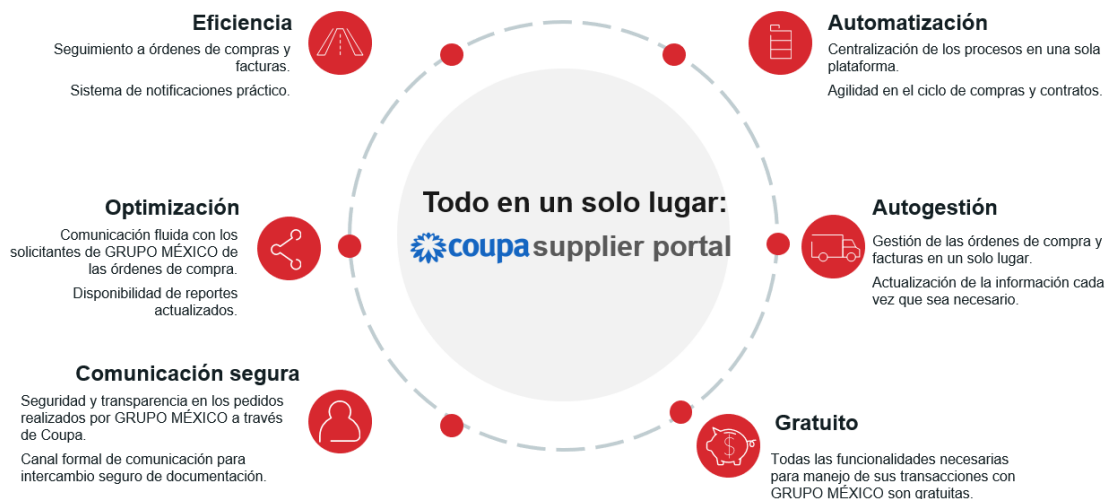 Eficiencia
Seguimiento a órdenes de compras y
facturas.
Sistema de notificaciones práctico.
Automatización
Centralización de los procesos en una sola
plataforma.
Agilidad en el ciclo de compras y contratos.
Todo en un solo lugar:
coupa supplier portal
Optimización
Comunicación fluida con los
solicitantes de GRUPO MÉXICO de
las órdenes de compra.
Disponibilidad de reportes
actualizados.
Autogestión
Gestión de las órdenes de compra y
facturas en un solo lugar.
Actualización de la información cada
vez que sea necesario.
Comunicación segura
Seguridad y transparencia en los pedidos
realizados por GRUPO MÉXICO a través
de Coupa.
Canal formal de comunicación para
intercambio seguro de documentación.
Gratuito
Todas las funcionalidades necesarias
para manejo de sus transacciones con
GRUPO MÉXICO son gratuitas.